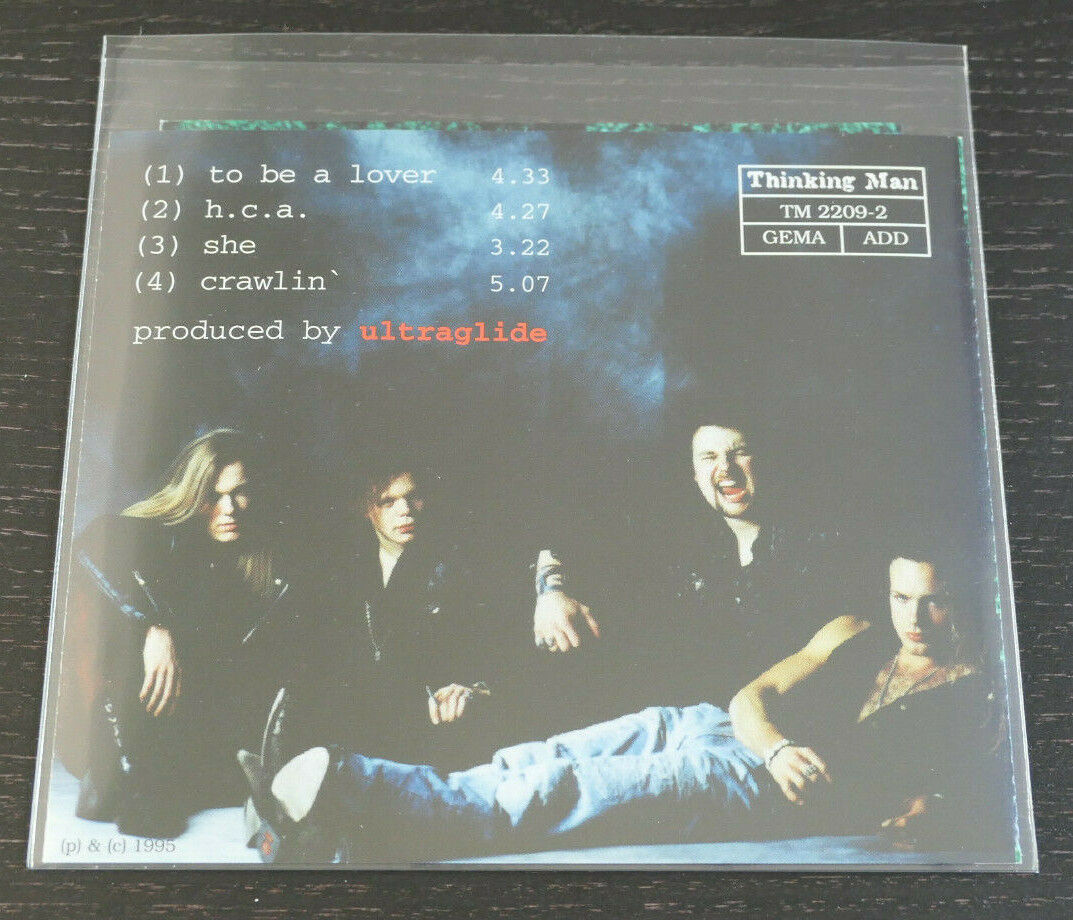 (1) to be a lover 4.33
(2) h.c.a. 4.27
(3) she 3.22
(4) crawlin` 5.07
produced by ultraglide
Thinking Man
TM 2209-2
GEMA ADD
(p) & (c) 1995